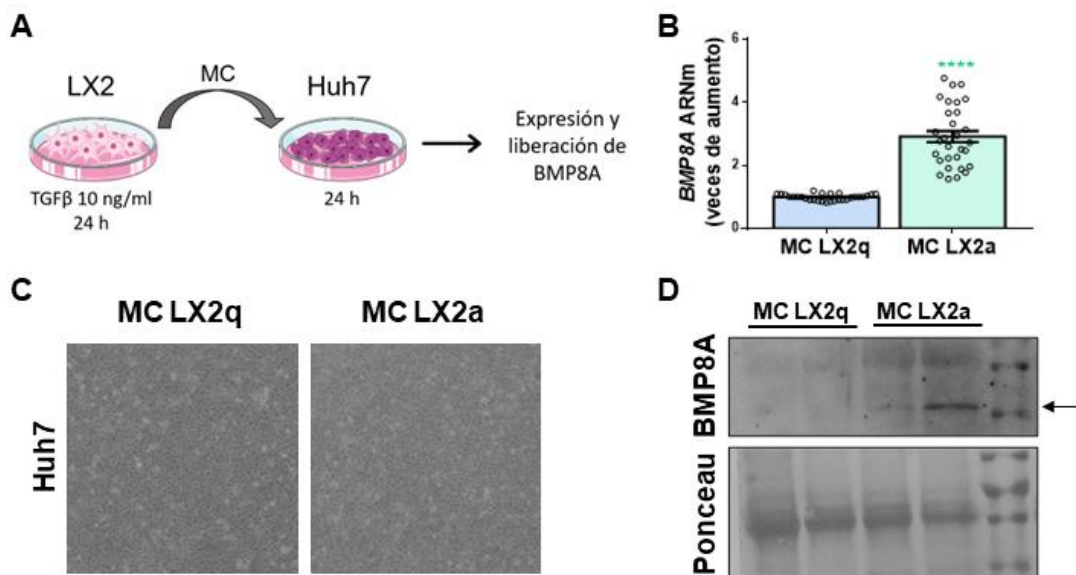 A
LX2
MC
Huh7
TGFβ 10 ng/ml
24 h
24 h
Expresión y
liberación de
BMP8A
B
BMP8A ARNm
(veces de aumento)
6
4
2
0
****
MC LX2q
MC LX2a
C
MC LX2q
MC LX2a
Huh7
D
MC LX2q
MC LX2a
BMP8A
Ponceau